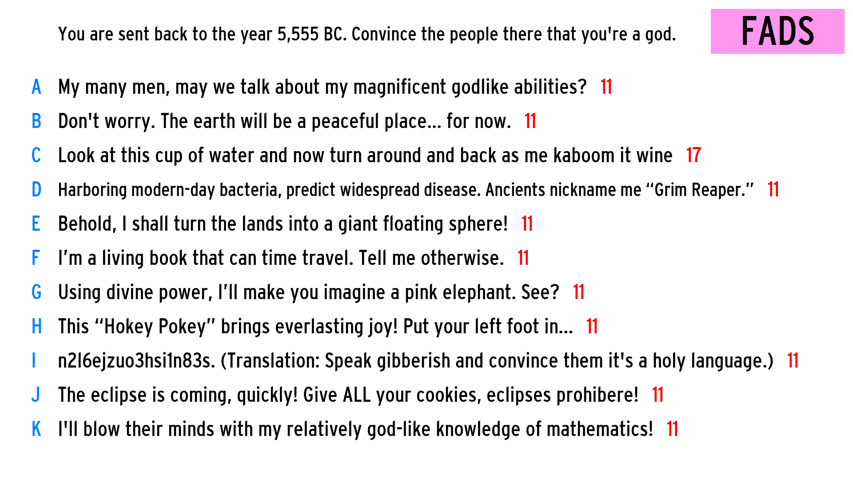 You are sent back to the year 5,555 BC. Convince the people there that you're a god.
FADS
A My many men, may we talk about my magnificent godlike abilities? 11
B Don't worry. The earth will be a peaceful place... for now. 11
C Look at this cup of water and now turn around and back as me kaboom it wine 17
D Harboring modern-day bacteria, predict widespread disease. Ancients nickname me “Grim Reaper.” 11
E Behold, I shall turn the lands into a giant floating sphere! 11
F I’m a living book that can time travel. Tell me otherwise. 11
G Using divine power, I’ll make you imagine a pink elephant. See? 11
H This “Hokey Pokey” brings everlasting joy! Put your left foot in... 11
I n2l6ejzuo3hsi1n83s. (Translation: Speak gibberish and convince them it's a holy language.) 11
J The eclipse is coming, quickly! Give ALL your cookies, eclipses prohibere! 11
K I'll blow their minds with my relatively god-like knowledge of mathematics! 11